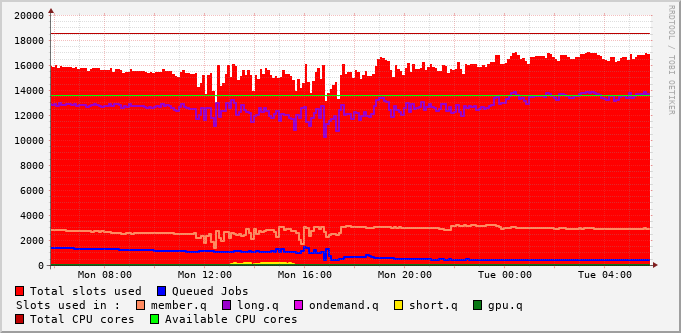 20000
18000
16000
14000
12000
10000
8000
6000
4000
2000
0
Mon 08:00 Mon 12:00 Mon 16:00 Mon 20:00 Tue 00:00 Tue 04:00
RRDTOOL / TOBI OETIKER
Total slots used Queued Jobs
Slots used in : member.q long.q ondemand.q short.q gpu.q
Total CPU cores Available CPU cores